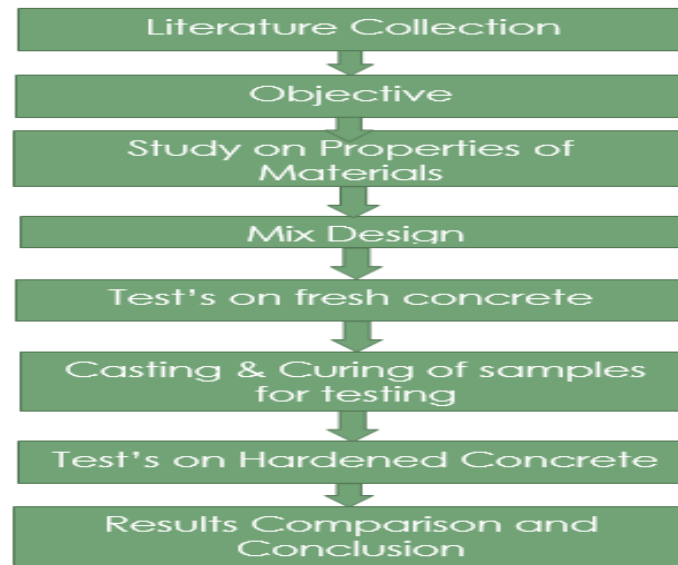 Literature Collection
Objective
Study on Properties of
Materials
Mix Design
Test's on fresh concrete
Casting & Curing of samples
for testing
Test's on Hardened Concrete
Results Comparison and
Conclusion